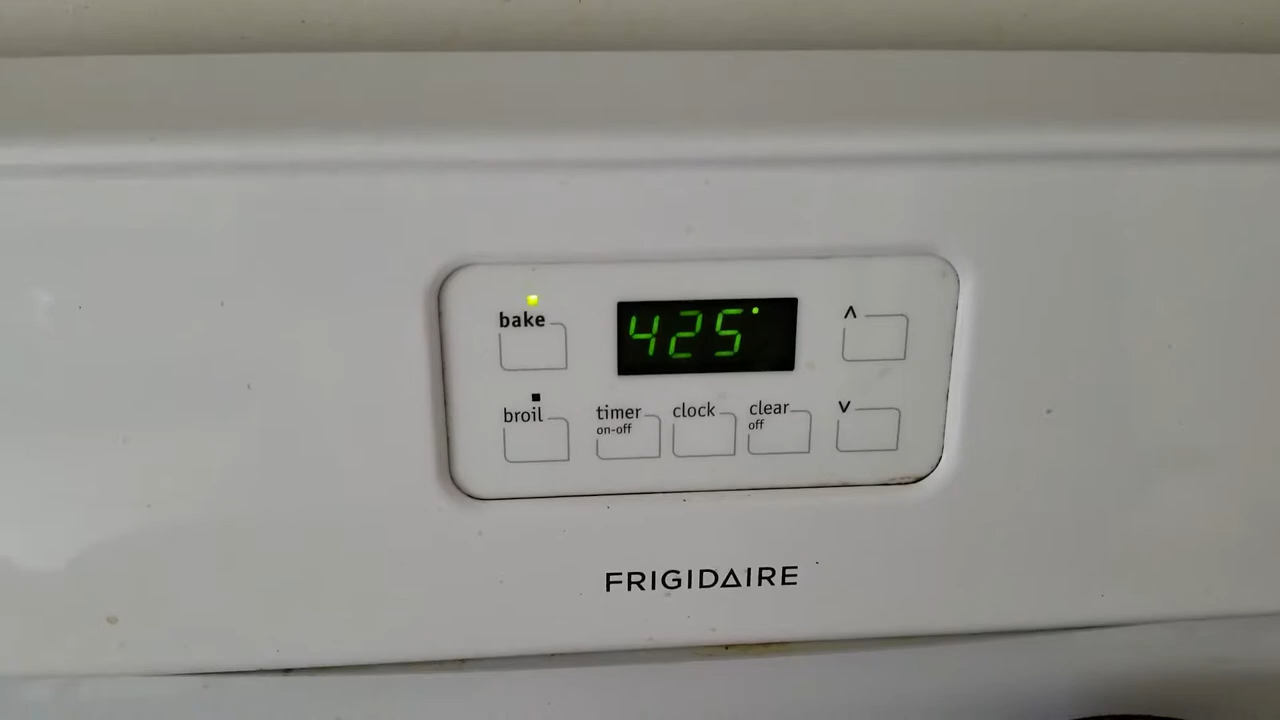 bake
425°
^
broil
timer
on-off
clock
clear
off
v
FRIGIDAIRE